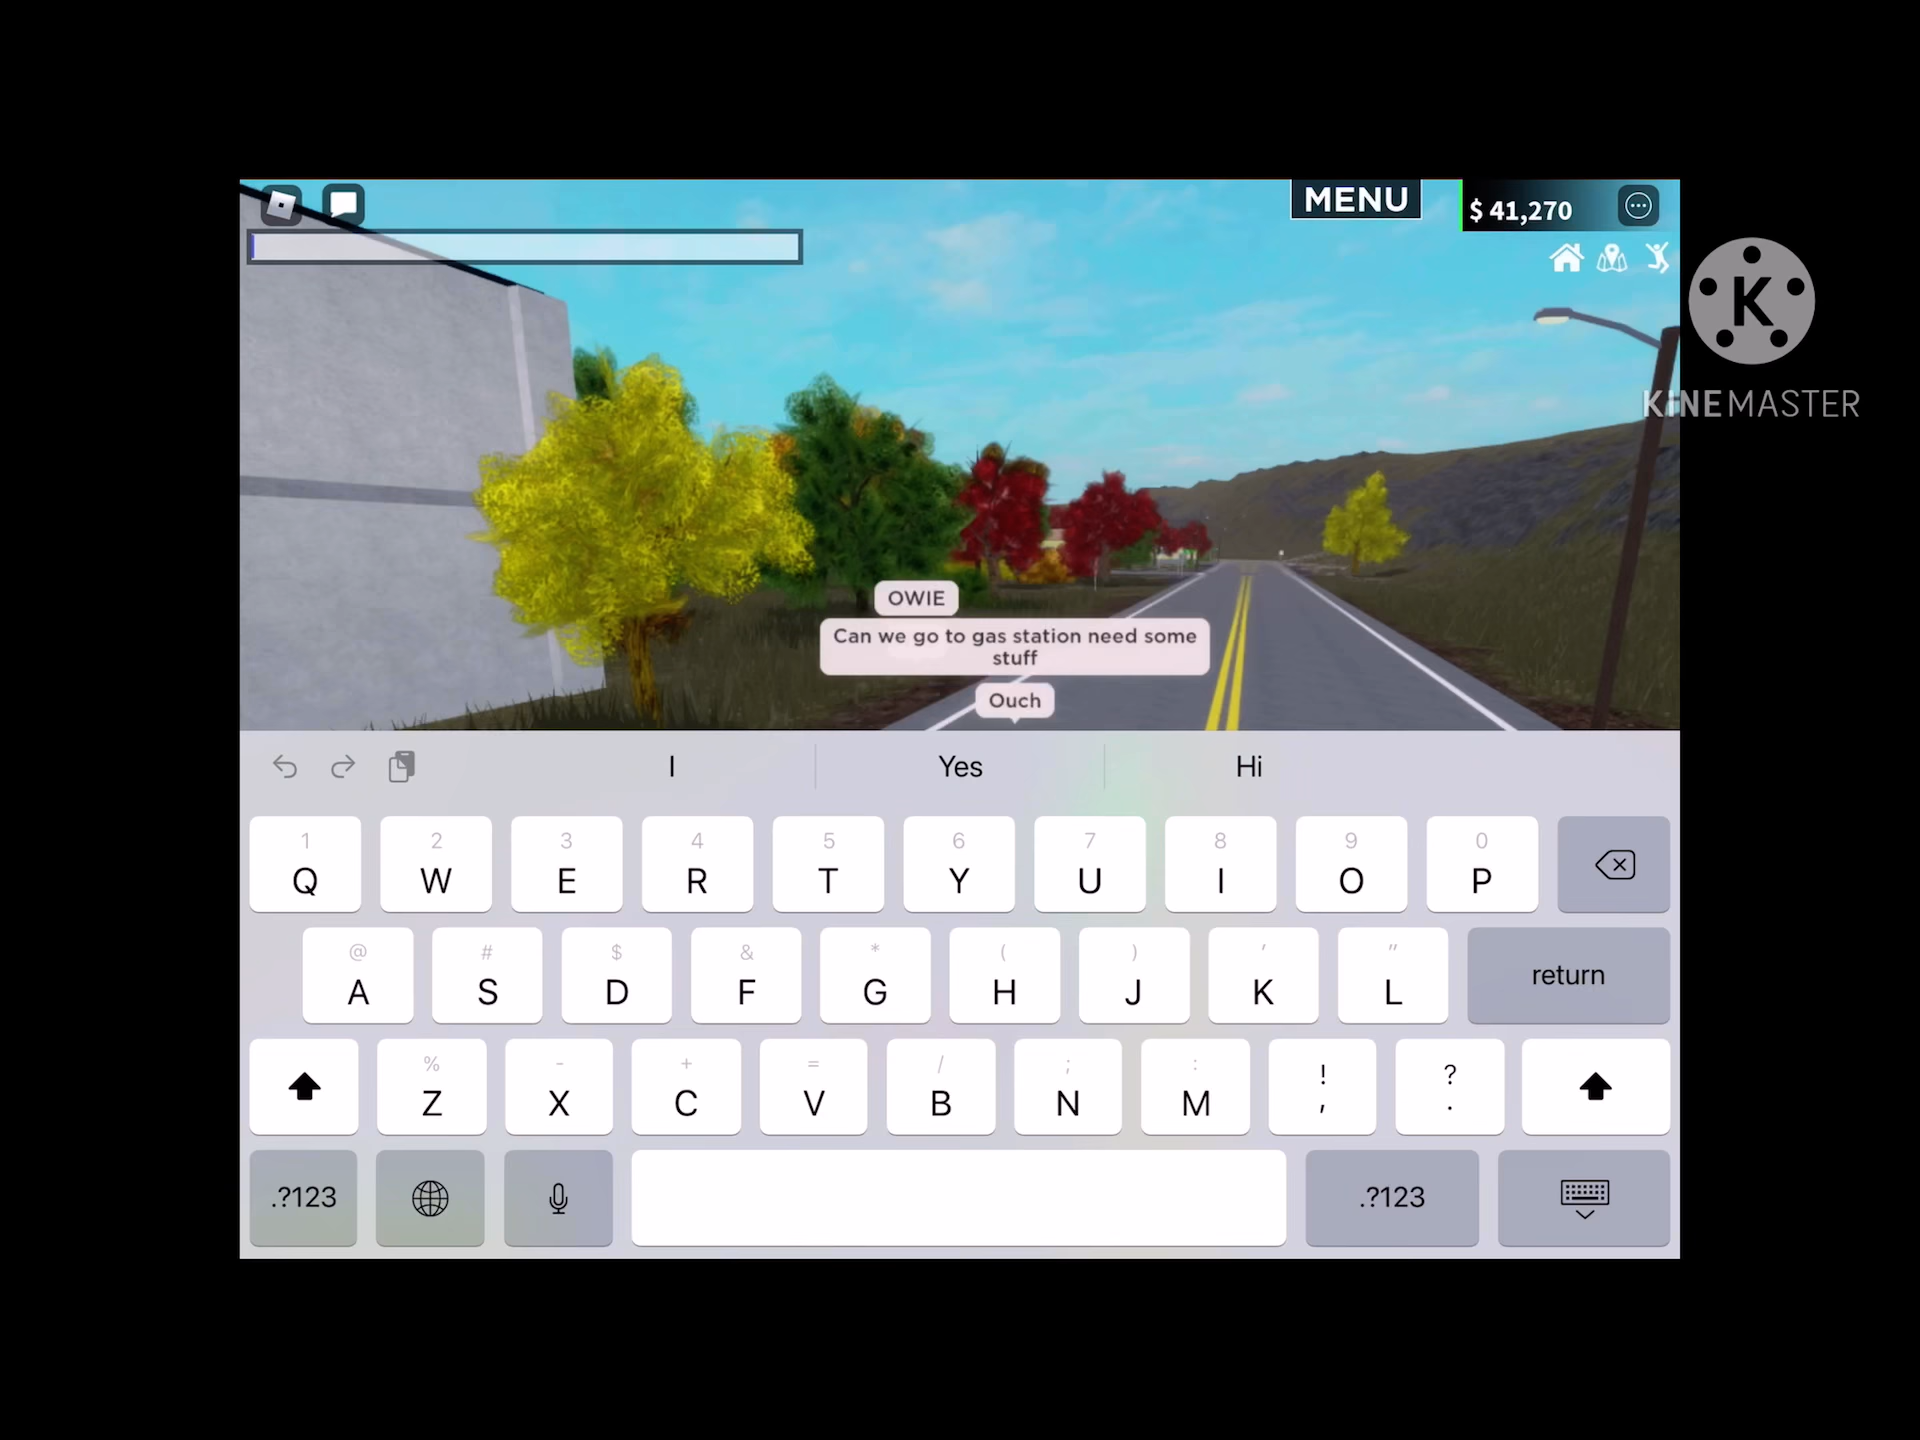 MENU
$ 41,270
K
KINEMASTER
OWIE
Can we go to gas station need some
stuff
Ouch
I Yes Hi
1 2 3 4 5 6 7 8 9 0
Q W E R T Y U I O P
@ # $ & * ( ) ' "
A S D F G H J K L return
% - + = / ; : ! ?
Z X C V B N M , .
.?123 .?123